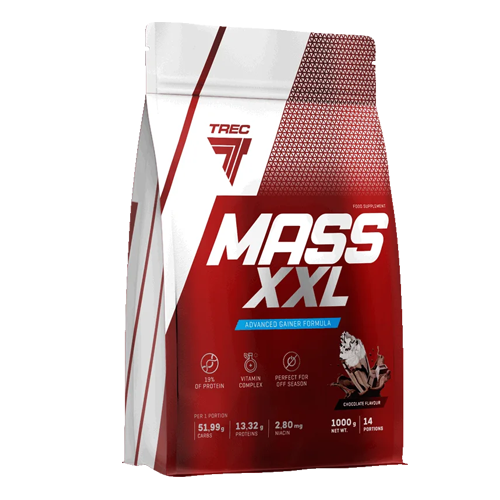 TREC
FOOD SUPPLEMENT
MASS
XXL
ADVANCED GAINER FORMULA
19%
OF PROTEIN
VITAMIN
COMPLEX
PERFECT FOR
OFF SEASON
CHOCOLATE FLAVOUR
PER 1 PORTION
51,99g
CARBS
13,32g
PROTEINS
2,80mg
NIACIN
1000g
NET WT.
14
PORTIONS